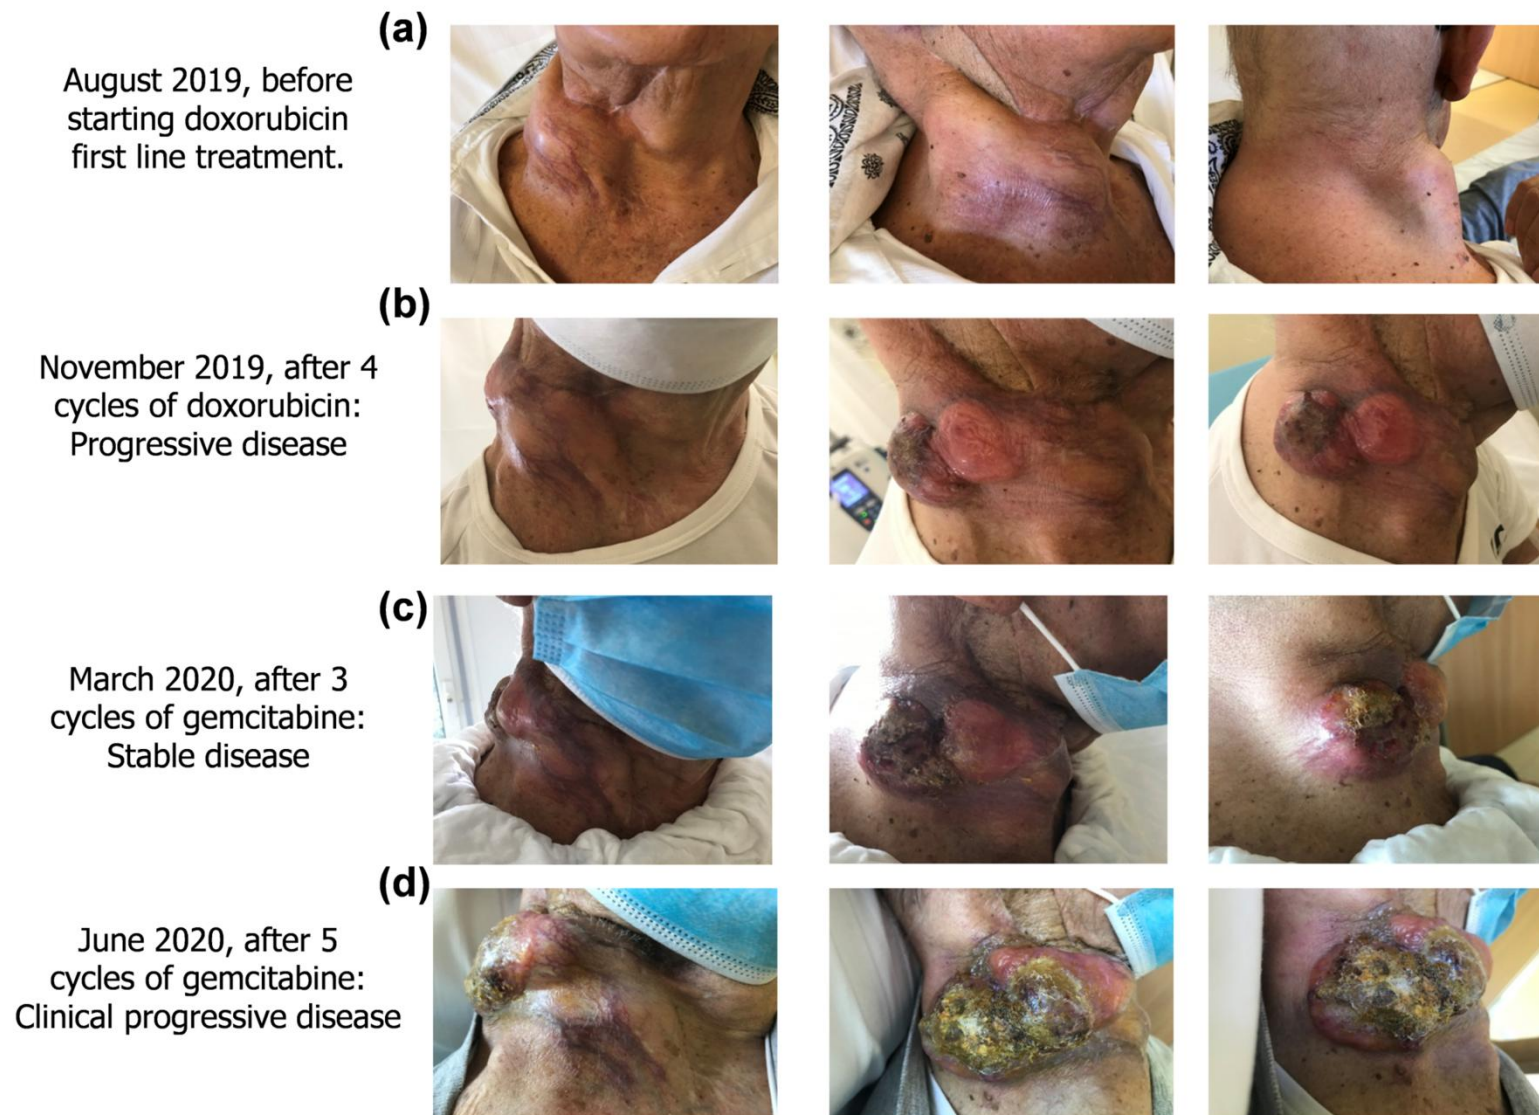 (a)
August 2019, before
starting doxorubicin
first line treatment.
(b)
November 2019, after 4
cycles of doxorubicin:
Progressive disease
(c)
March 2020, after 3
cycles of gemcitabine:
Stable disease
(d)
June 2020, after 5
cycles of gemcitabine:
Clinical progressive disease